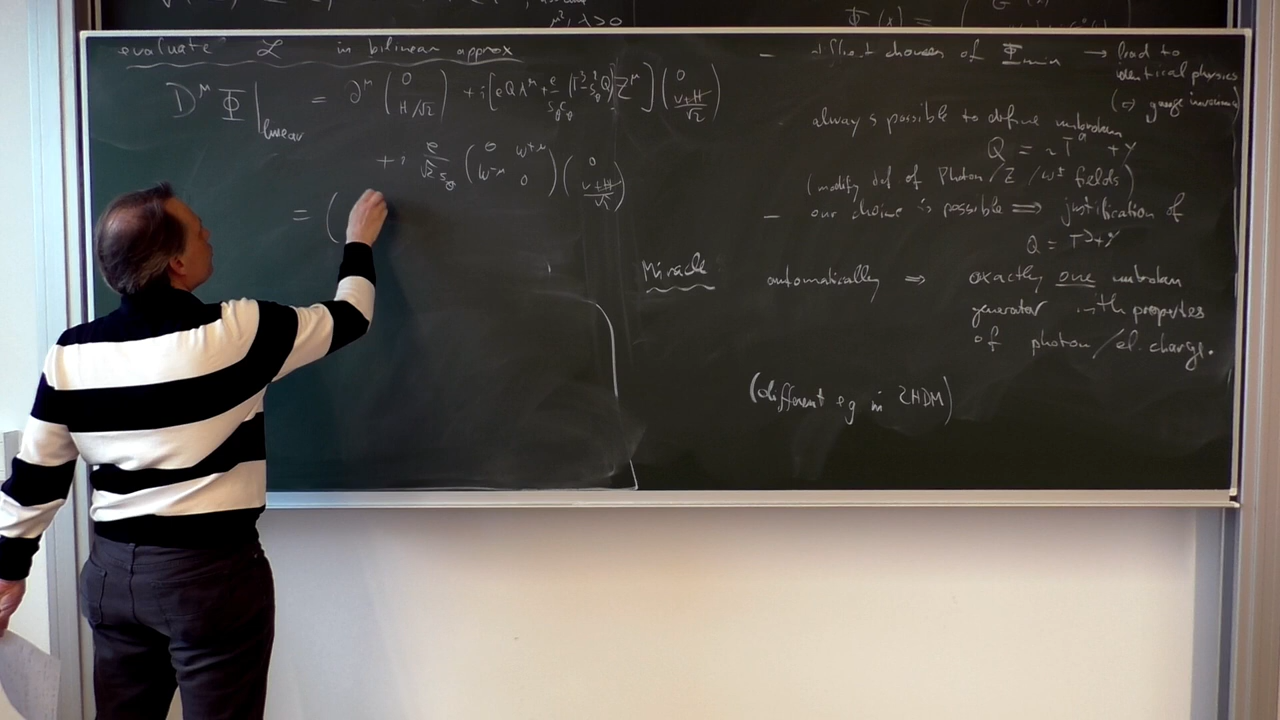 μ², λ > 0
Φ(x) =
evaluate ℒ in bilinear approx
D^μ Φ|_linear = ∂^μ (0, H/√2) + i [eQA^μ + e/(s_θ c_θ) (T³ - s_θ² Q) Z^μ] (0, (v+H)/√2)
+ i e/(√2 s_θ) (0 W^{+μ}, W^{-μ} 0) (0, (v+H)/√2)
= (
– different choices of Φ_min → lead to
identical physics
(⇔ gauge invariance)
always possible to define unbroken
(modify def of Photon / Z / W± fields)
– our choice is possible ⟹ justification of
Q = T³ + Y
Miracle automatically ⇒ exactly one unbroken
generator with properties
of photon / el. charge.
(different eg in 2HDM)